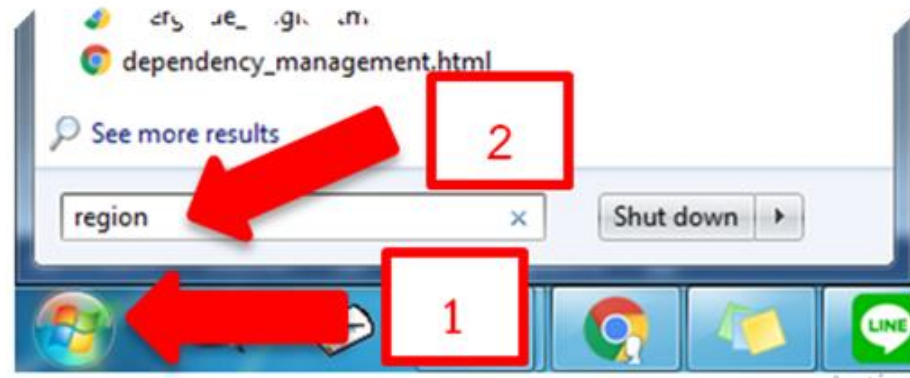 dependency_management.html
See more results
2
region
Shut down
1
LINE